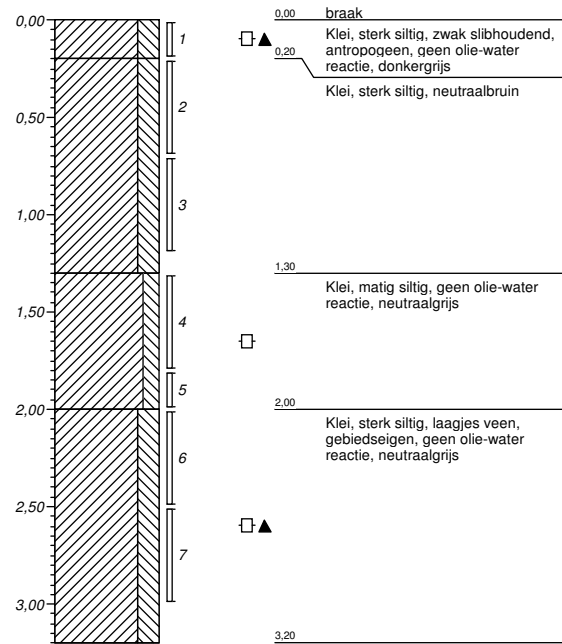 0,00
0,50
1,00
1,50
2,00
2,50
3,00
1
2
3
4
5
6
7
0,00 braak
Klei, sterk siltig, zwak slibhoudend,
antropogeen, geen olie-water
reactie, donkergrijs
0,20
Klei, sterk siltig, neutraalbruin
1,30
Klei, matig siltig, geen olie-water
reactie, neutraalgrijs
2,00
Klei, sterk siltig, laagjes veen,
gebiedseigen, geen olie-water
reactie, neutraalgrijs
3,20